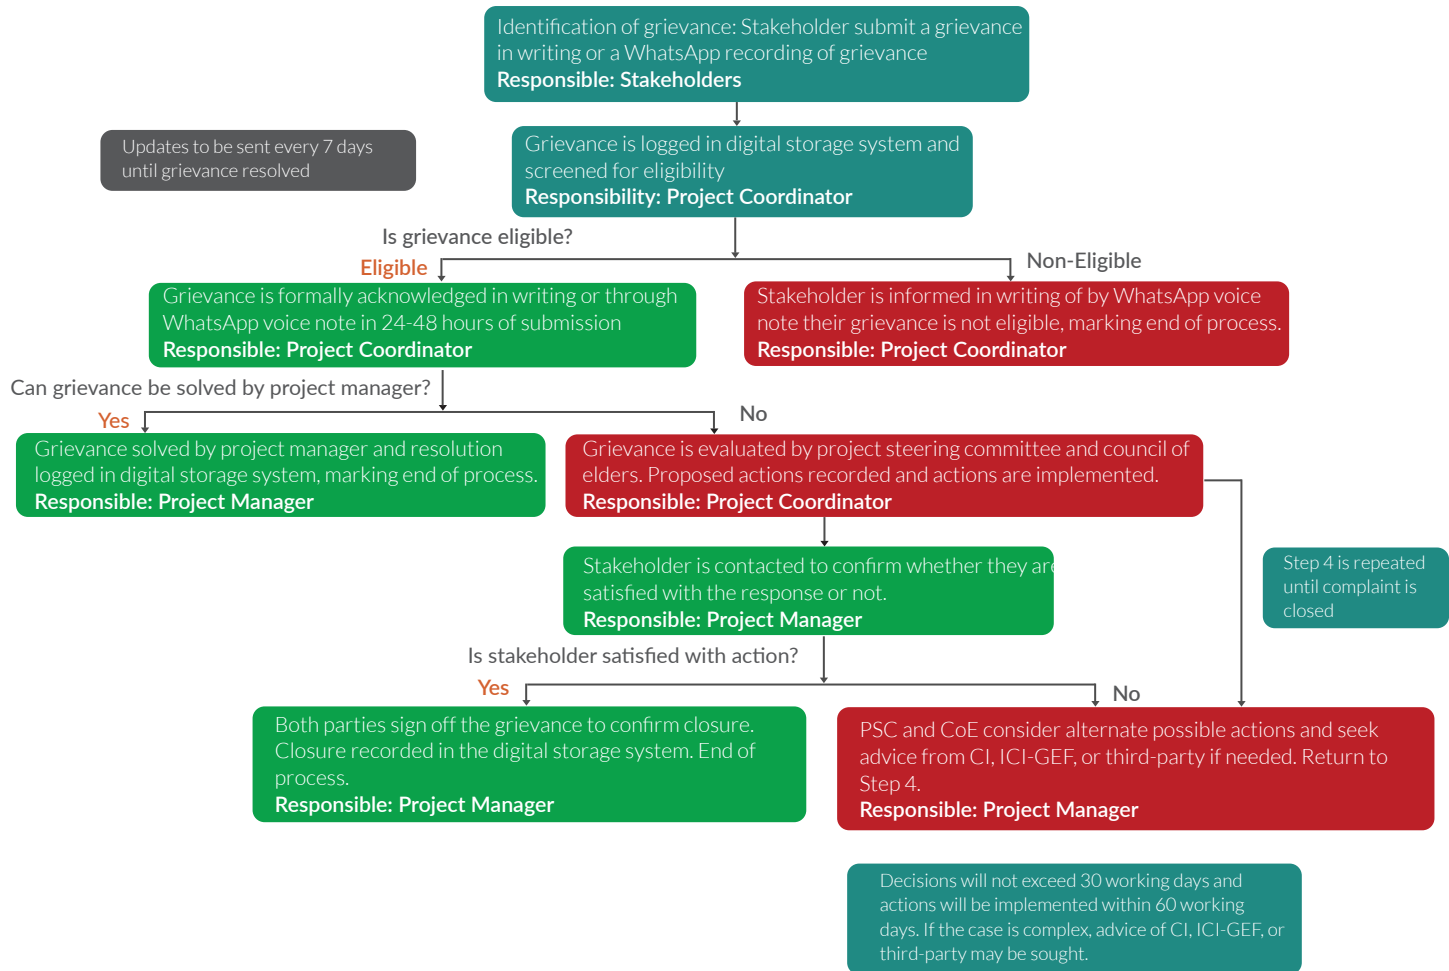 Identification of grievance: Stakeholder submit a grievance
in writing or a WhatsApp recording of grievance
Responsible: Stakeholders
Updates to be sent every 7 days
until grievance resolved
Grievance is logged in digital storage system and
screened for eligibility
Responsibility: Project Coordinator
Is grievance eligible?
Eligible
Non-Eligible
Grievance is formally acknowledged in writing or through
WhatsApp voice note in 24-48 hours of submission
Responsible: Project Coordinator
Stakeholder is informed in writing of by WhatsApp voice
note their grievance is not eligible, marking end of process.
Responsible: Project Coordinator
Can grievance be solved by project manager?
Yes
No
Grievance solved by project manager and resolution
logged in digital storage system, marking end of process.
Responsible: Project Manager
Grievance is evaluated by project steering committee and council of
elders. Proposed actions recorded and actions are implemented.
Responsible: Project Coordinator
Stakeholder is contacted to confirm whether they are
satisfied with the response or not.
Responsible: Project Manager
Step 4 is repeated
until complaint is
closed
Is stakeholder satisfied with action?
Yes
No
Both parties sign off the grievance to confirm closure.
Closure recorded in the digital storage system. End of
process.
Responsible: Project Manager
PSC and CoE consider alternate possible actions and seek
advice from CI, ICI-GEF, or third-party if needed. Return to
Step 4.
Responsible: Project Manager
Decisions will not exceed 30 working days and
actions will be implemented within 60 working
days. If the case is complex, advice of CI, ICI-GEF, or
third-party may be sought.